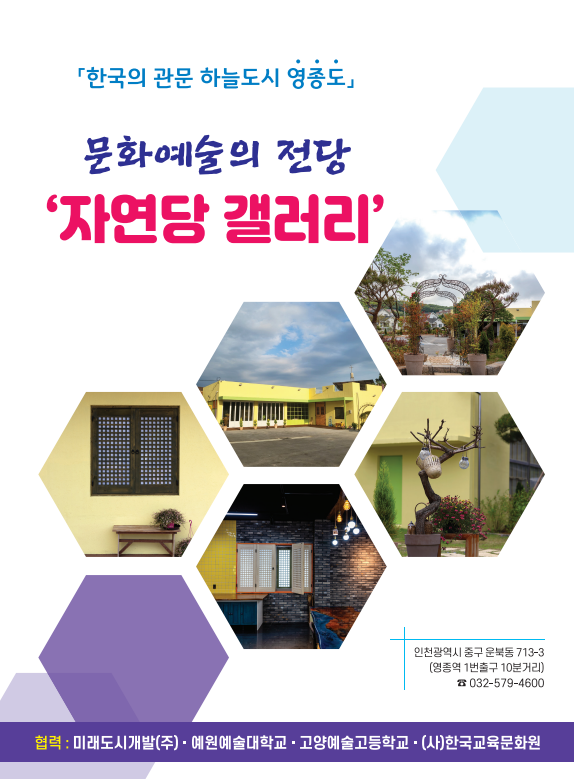 「한국의 관문 하늘도시 영종도」
문화예술의 전당
‘자연당 갤러리’
인천광역시 중구 운북동 713-3
(영종역 1번출구 10분거리)
☎ 032-579-4600
협력 : 미래도시개발(주)・예원예술대학교・고양예술고등학교・(사)한국교육문화원